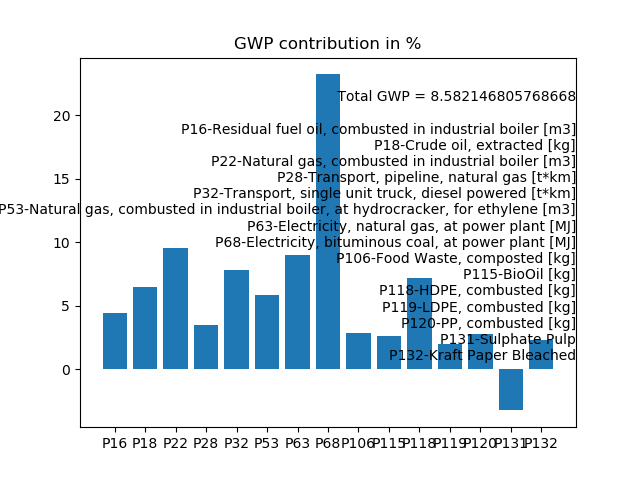 GWP contribution in %
Total GWP = 8.582146805768668
P16-Residual fuel oil, combusted in industrial boiler [m3]
P18-Crude oil, extracted [kg]
P22-Natural gas, combusted in industrial boiler [m3]
P28-Transport, pipeline, natural gas [t*km]
P32-Transport, single unit truck, diesel powered [t*km]
P53-Natural gas, combusted in industrial boiler, at hydrocracker, for ethylene [m3]
P63-Electricity, natural gas, at power plant [MJ]
P68-Electricity, bituminous coal, at power plant [MJ]
P106-Food Waste, composted [kg]
P115-BioOil [kg]
P118-HDPE, combusted [kg]
P119-LDPE, combusted [kg]
P120-PP, combusted [kg]
P131-Sulphate Pulp
P132-Kraft Paper Bleached
20
15
10
5
0
P16 P18 P22 P28 P32 P53 P63 P68 P106 P115 P118 P119 P120 P131 P132